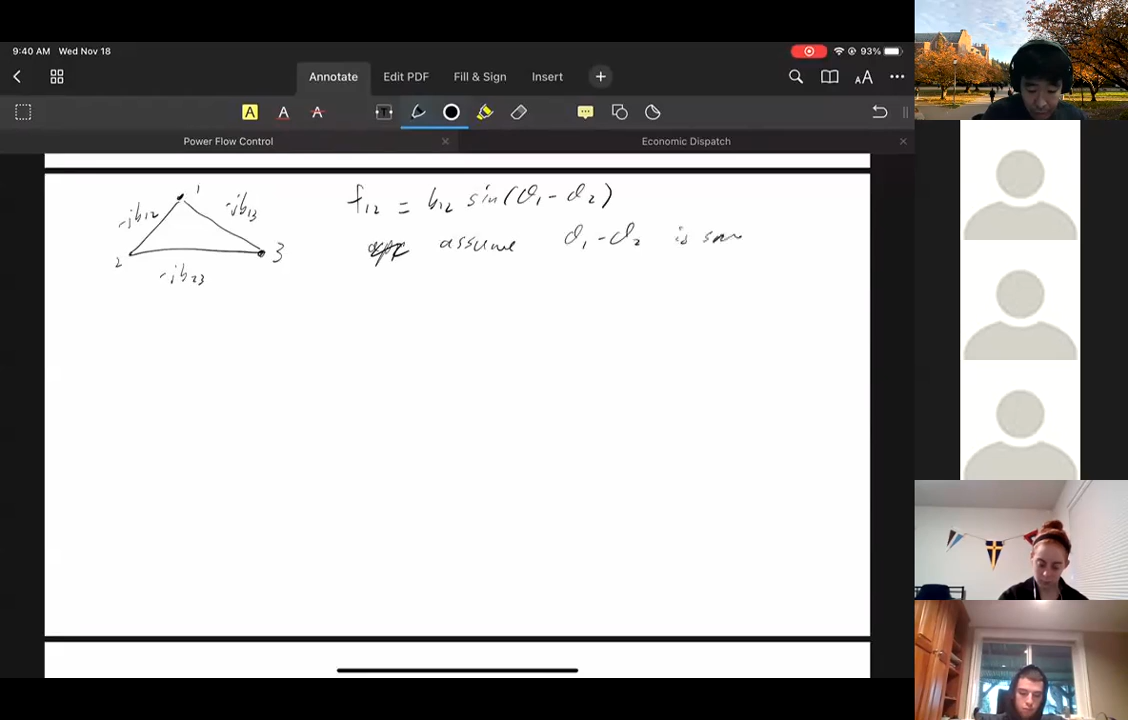 9:40 AM Wed Nov 18
93%
Annotate Edit PDF Fill & Sign Insert
AA
A A A T
Power Flow Control Economic Dispatch
1
-jb12 -jb13
2 3
-jb23
f12 = b12 sin(θ1 - θ2)
assume θ1 - θ2 is sm